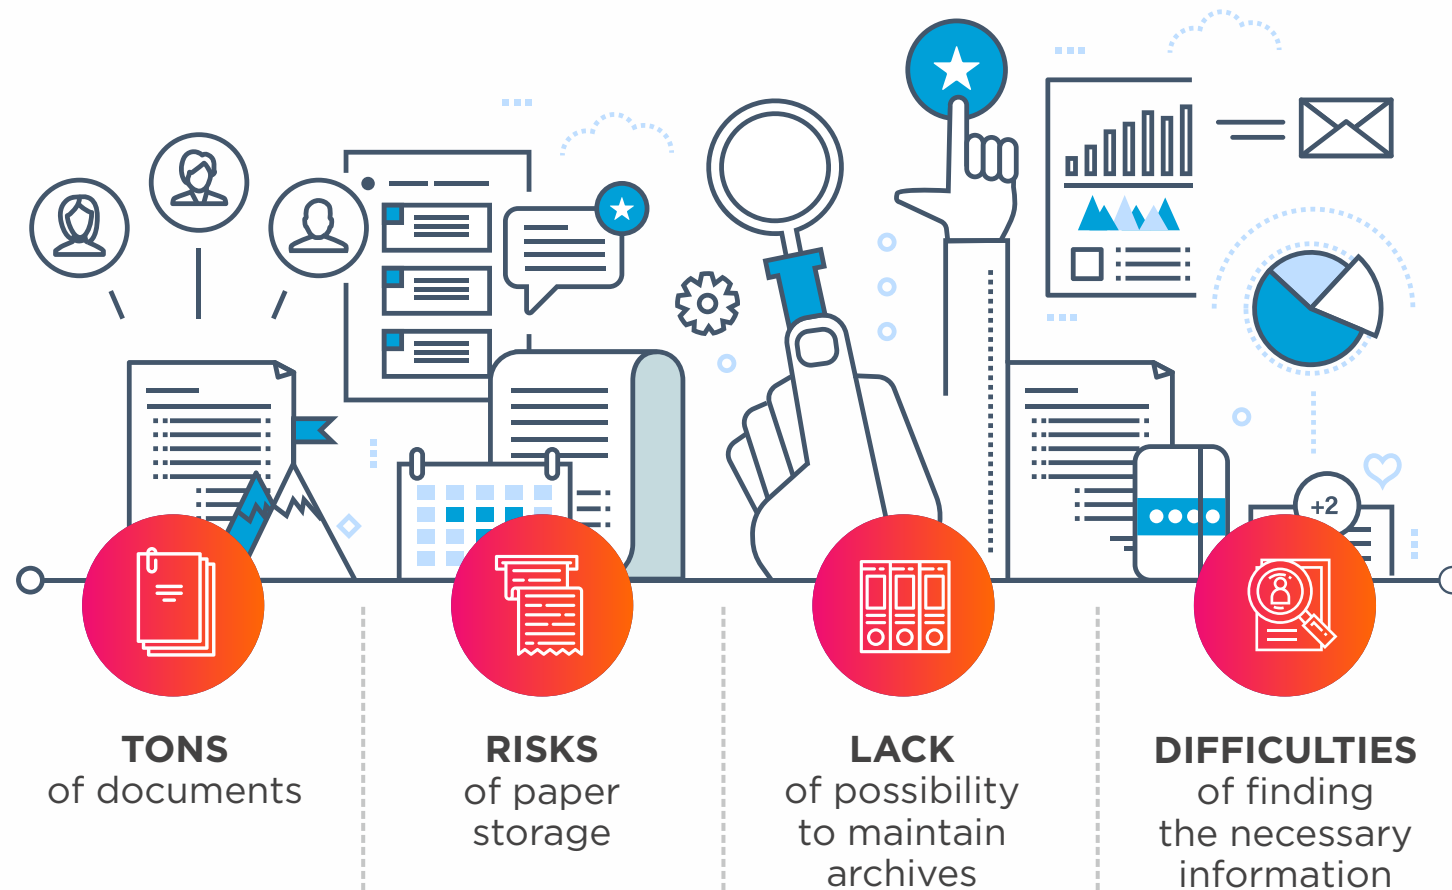 +2
TONS
of documents
RISKS
of paper
storage
LACK
of possibility
to maintain
archives
DIFFICULTIES
of finding
the necessary
information